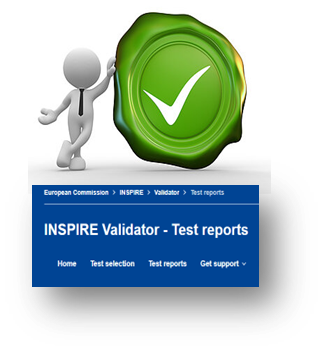 European Commission > INSPIRE > Validator > Test reports
INSPIRE Validator - Test reports
Home Test selection Test reports Get support